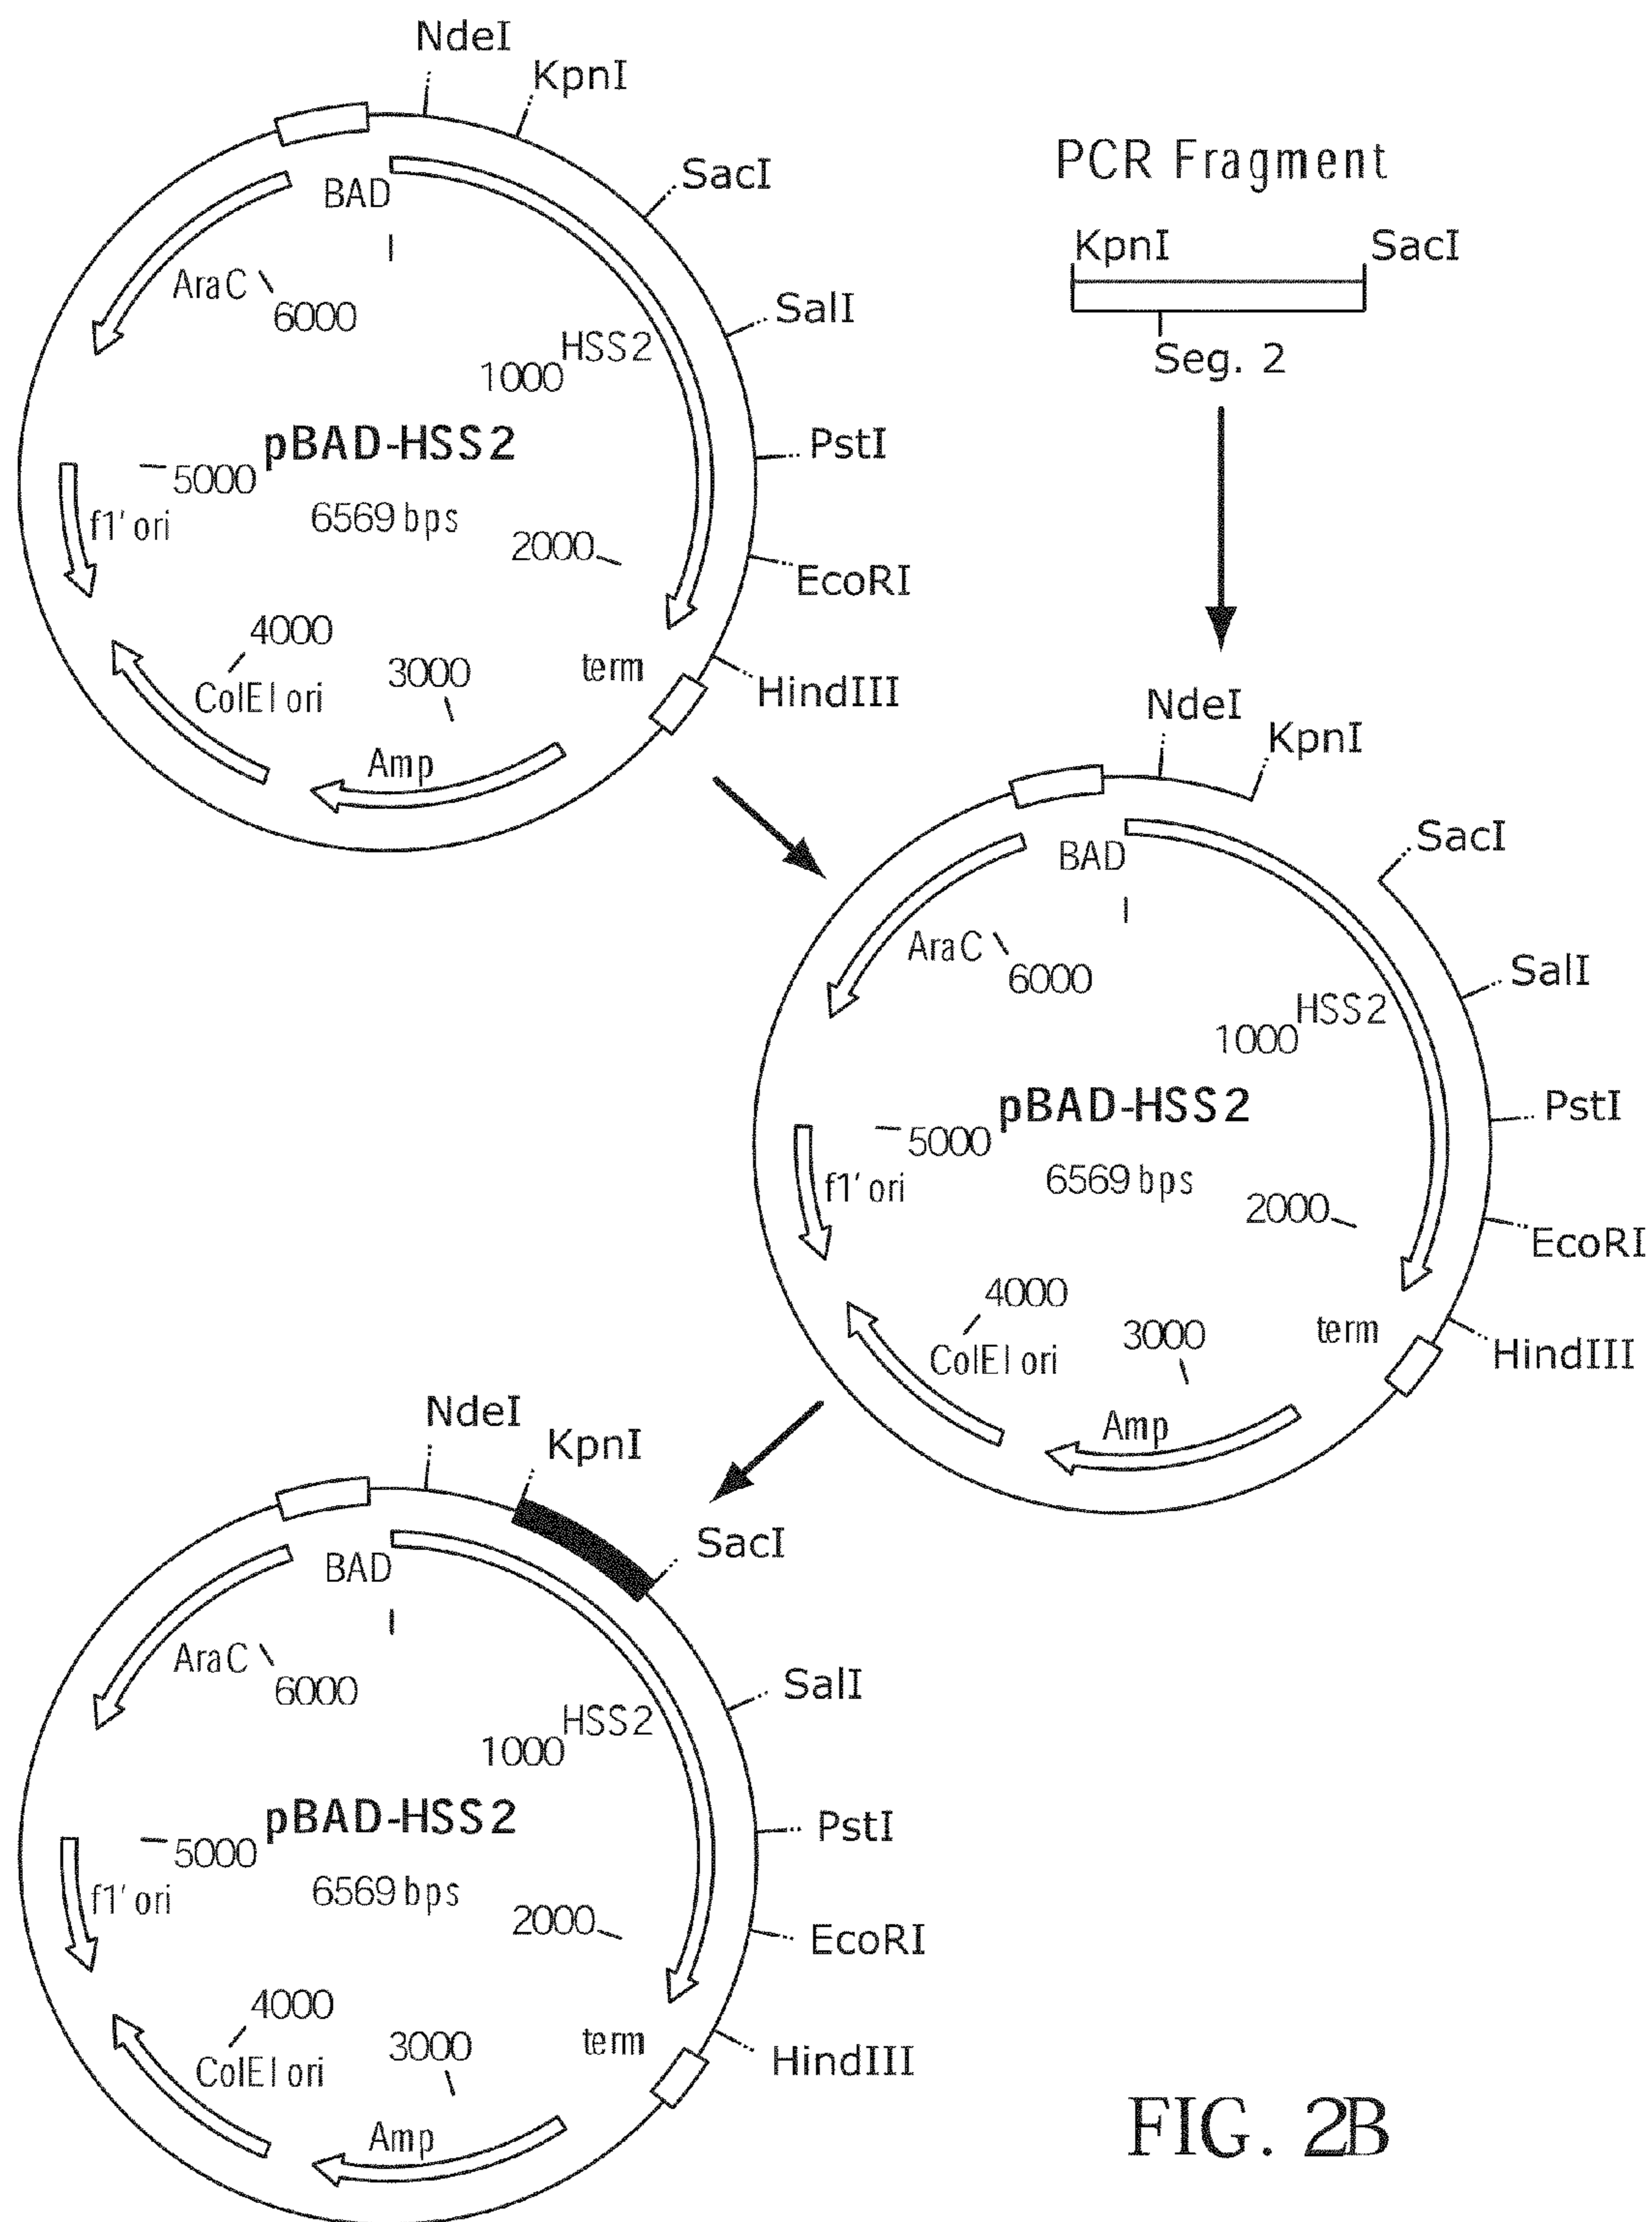 NdeI
KpnI
SacI
SalI
PstI
EcoRI
HindIII
BAD
AraC
6000
HSS2
1000
pBAD-HSS2
6569 bps
5000
f1' ori
2000
4000
3000
term
ColEI ori
Amp
PCR Fragment
KpnI
SacI
Seg. 2
NdeI
KpnI
SacI
SalI
PstI
EcoRI
HindIII
BAD
AraC
6000
HSS2
1000
pBAD-HSS2
6569 bps
5000
f1' ori
2000
4000
3000
term
ColEI ori
Amp
NdeI
KpnI
SacI
SalI
PstI
EcoRI
HindIII
BAD
AraC
6000
HSS2
1000
pBAD-HSS2
6569 bps
5000
f1' ori
2000
4000
3000
term
ColEI ori
Amp
FIG. 2B